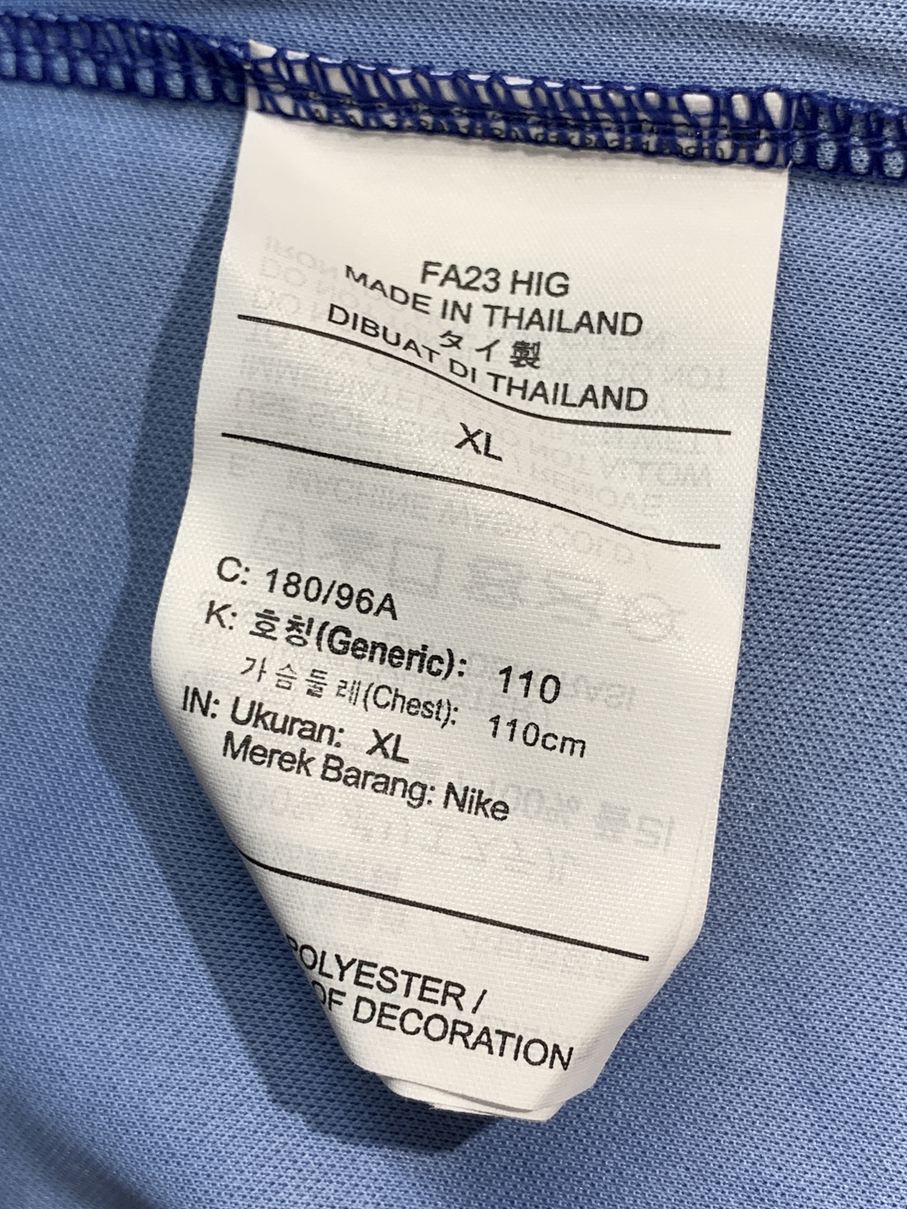 FA23 HIG
MADE IN THAILAND
タイ製
DIBUAT DI THAILAND
XL
C: 180/96A
K: 호칭(Generic): 110
가슴둘레(Chest): 110cm
IN: Ukuran: XL
Merek Barang: Nike
POLYESTER /
OF DECORATION